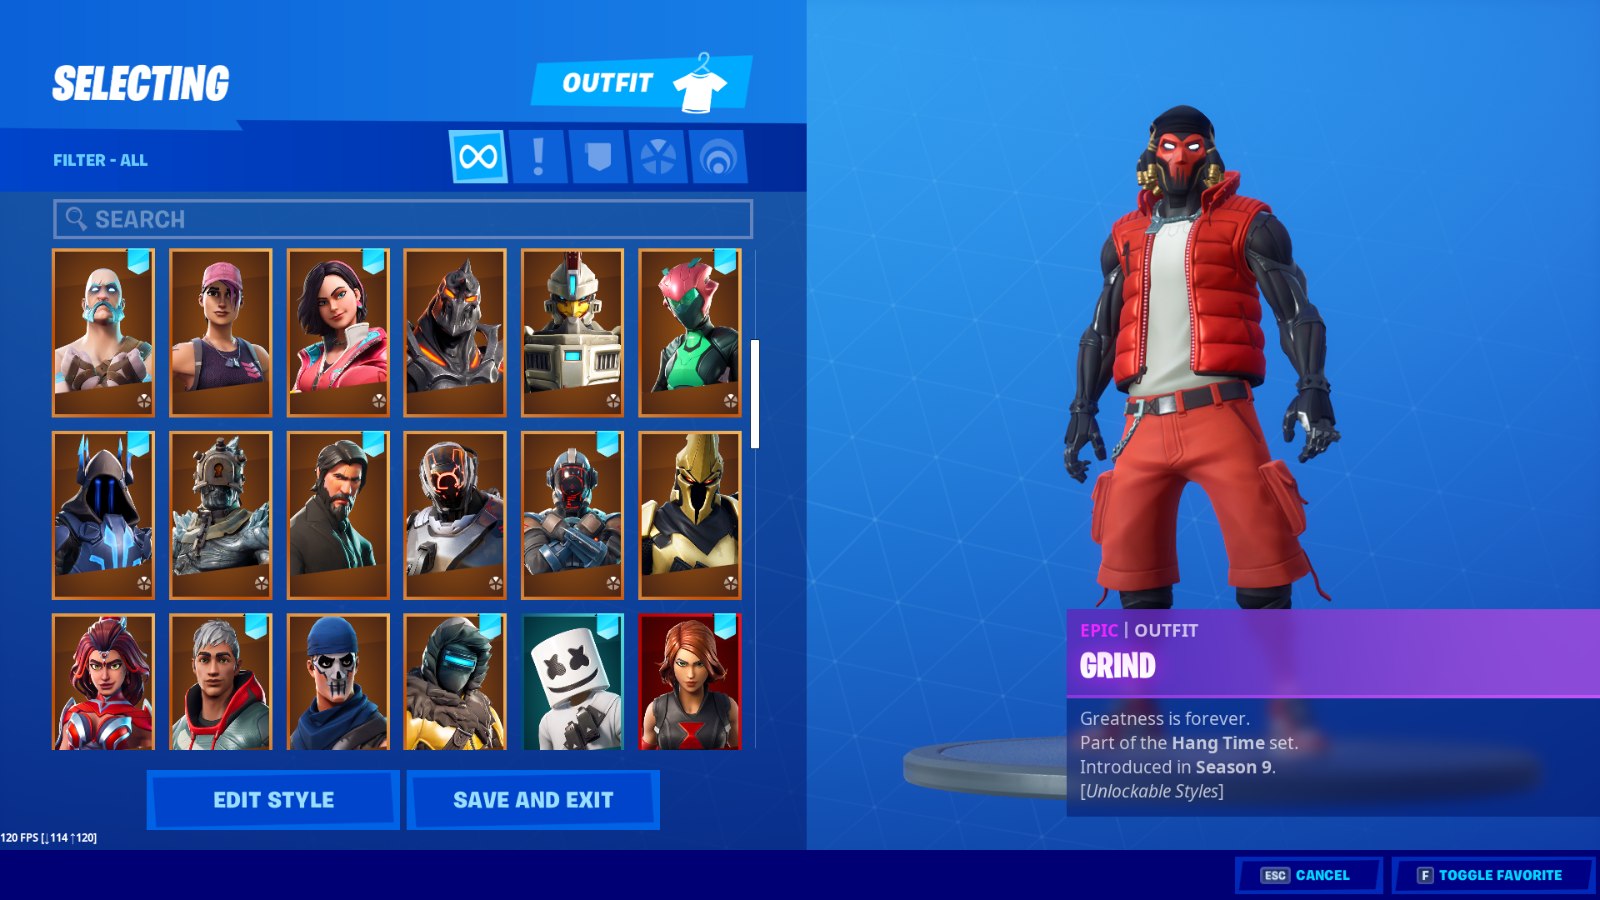 SELECTING
OUTFIT
FILTER - ALL
SEARCH
EPIC | OUTFIT
GRIND
Greatness is forever.
Part of the Hang Time set.
Introduced in Season 9.
[Unlockable Styles]
EDIT STYLE
SAVE AND EXIT
120 FPS [↓114 ↑120]
ESC CANCEL
F TOGGLE FAVORITE